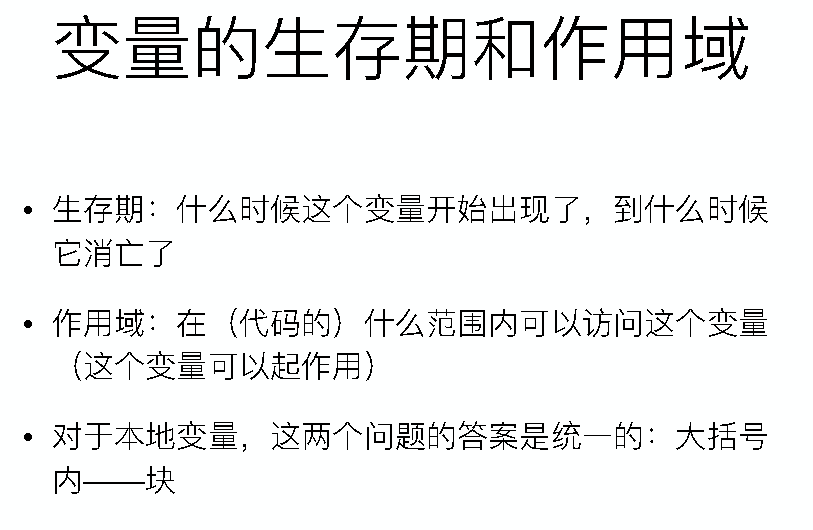 变量的生存期和作用域
• 生存期：什么时候这个变量开始出现了，到什么时候
它消亡了
• 作用域：在（代码的）什么范围内可以访问这个变量
（这个变量可以起作用）
• 对于本地变量，这两个问题的答案是统一的：大括号
内——块